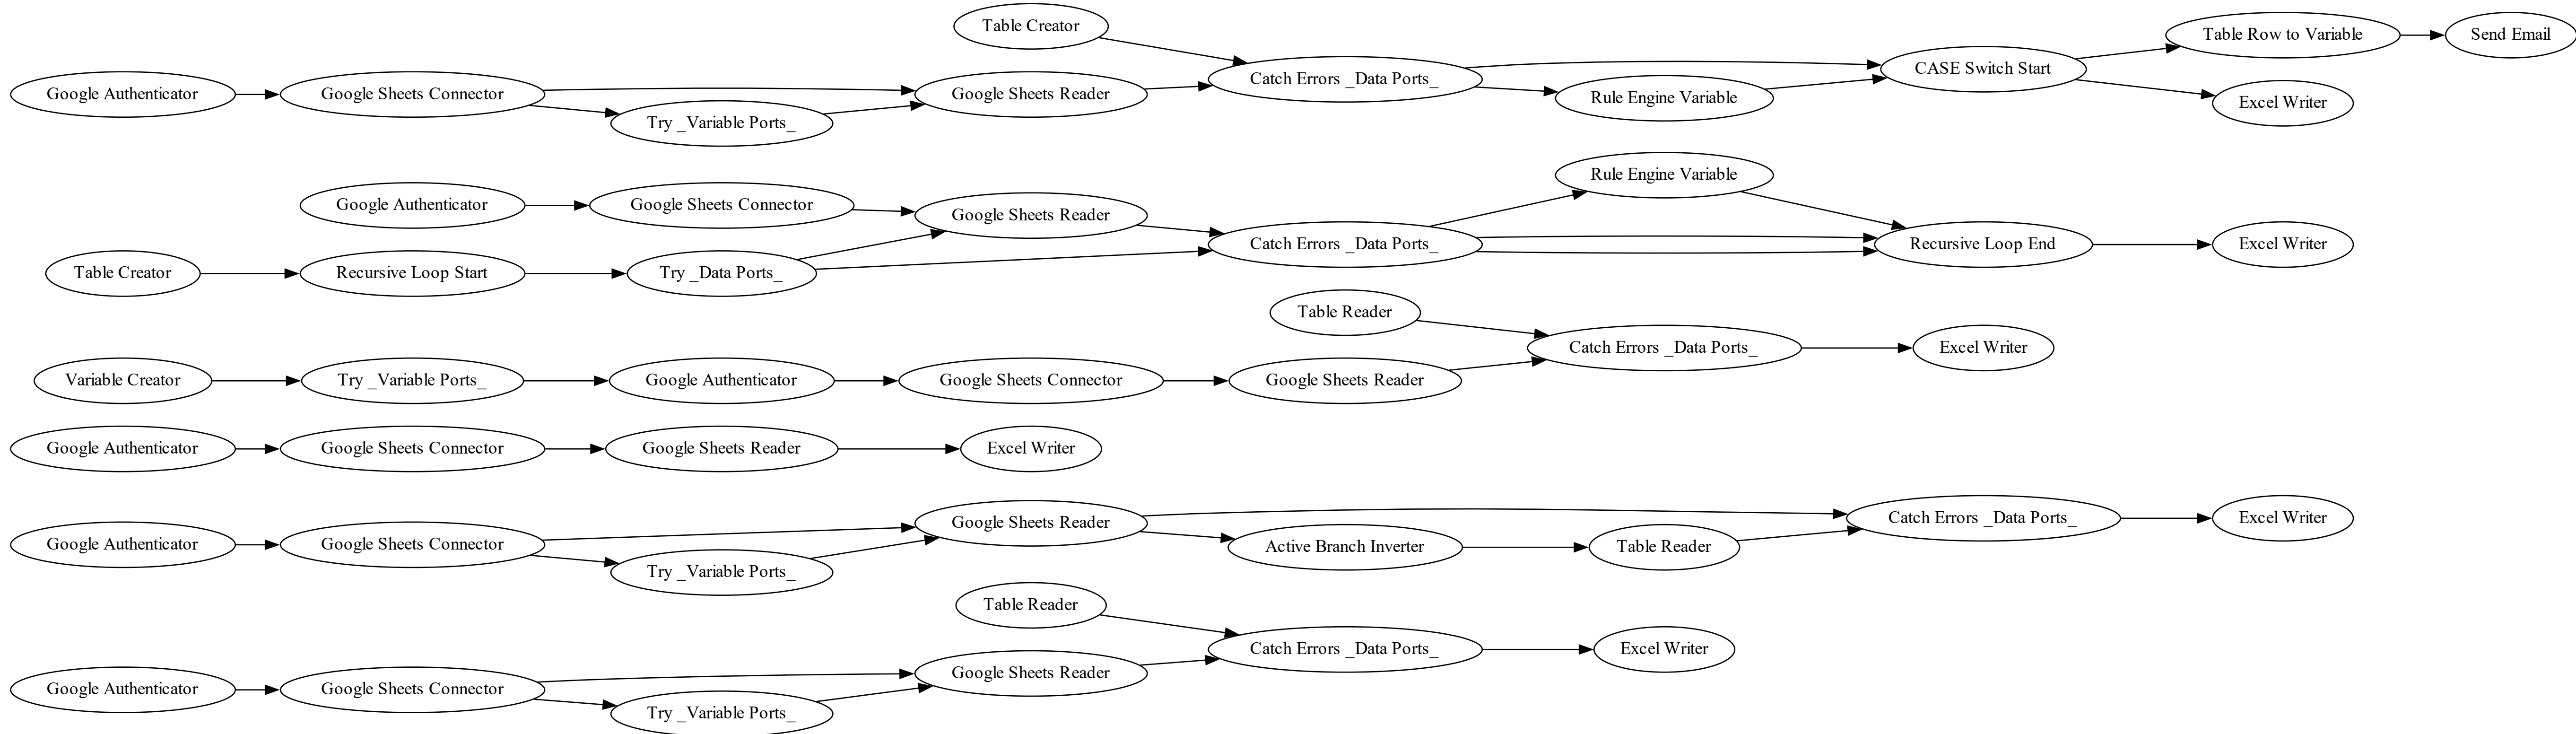 Table Creator
Table Row to Variable
Send Email
Google Authenticator
Google Sheets Connector
Google Sheets Reader
Catch Errors _Data Ports_
CASE Switch Start
Try _Variable Ports_
Rule Engine Variable
Excel Writer
Rule Engine Variable
Google Authenticator
Google Sheets Connector
Google Sheets Reader
Catch Errors _Data Ports_
Recursive Loop End
Excel Writer
Table Creator
Recursive Loop Start
Try _Data Ports_
Table Reader
Catch Errors _Data Ports_
Excel Writer
Variable Creator
Try _Variable Ports_
Google Authenticator
Google Sheets Connector
Google Sheets Reader
Google Authenticator
Google Sheets Connector
Google Sheets Reader
Excel Writer
Google Authenticator
Google Sheets Connector
Google Sheets Reader
Catch Errors _Data Ports_
Excel Writer
Try _Variable Ports_
Active Branch Inverter
Table Reader
Table Reader
Catch Errors _Data Ports_
Excel Writer
Google Authenticator
Google Sheets Connector
Google Sheets Reader
Try _Variable Ports_